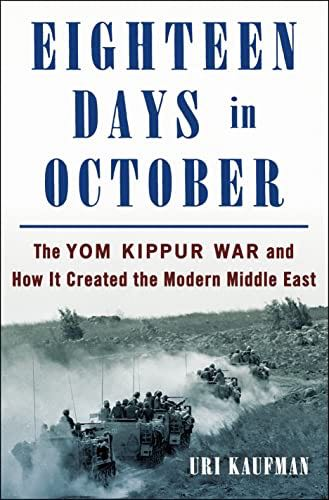 EIGHTEEN
DAYS in
OCTOBER
The YOM KIPPUR WAR and
How It Created the Modern Middle East
URI KAUFMAN